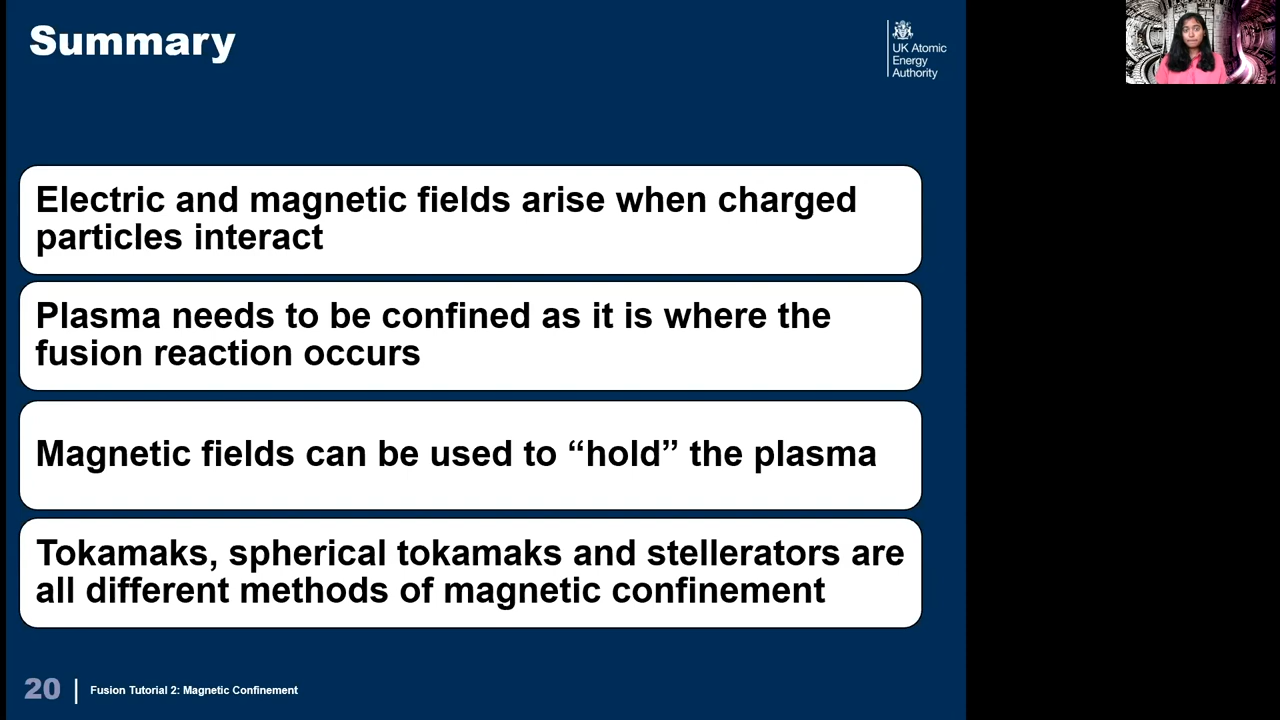 Summary
UK Atomic
Energy
Authority
Electric and magnetic fields arise when charged
particles interact
Plasma needs to be confined as it is where the
fusion reaction occurs
Magnetic fields can be used to “hold” the plasma
Tokamaks, spherical tokamaks and stellerators are
all different methods of magnetic confinement
20
Fusion Tutorial 2: Magnetic Confinement